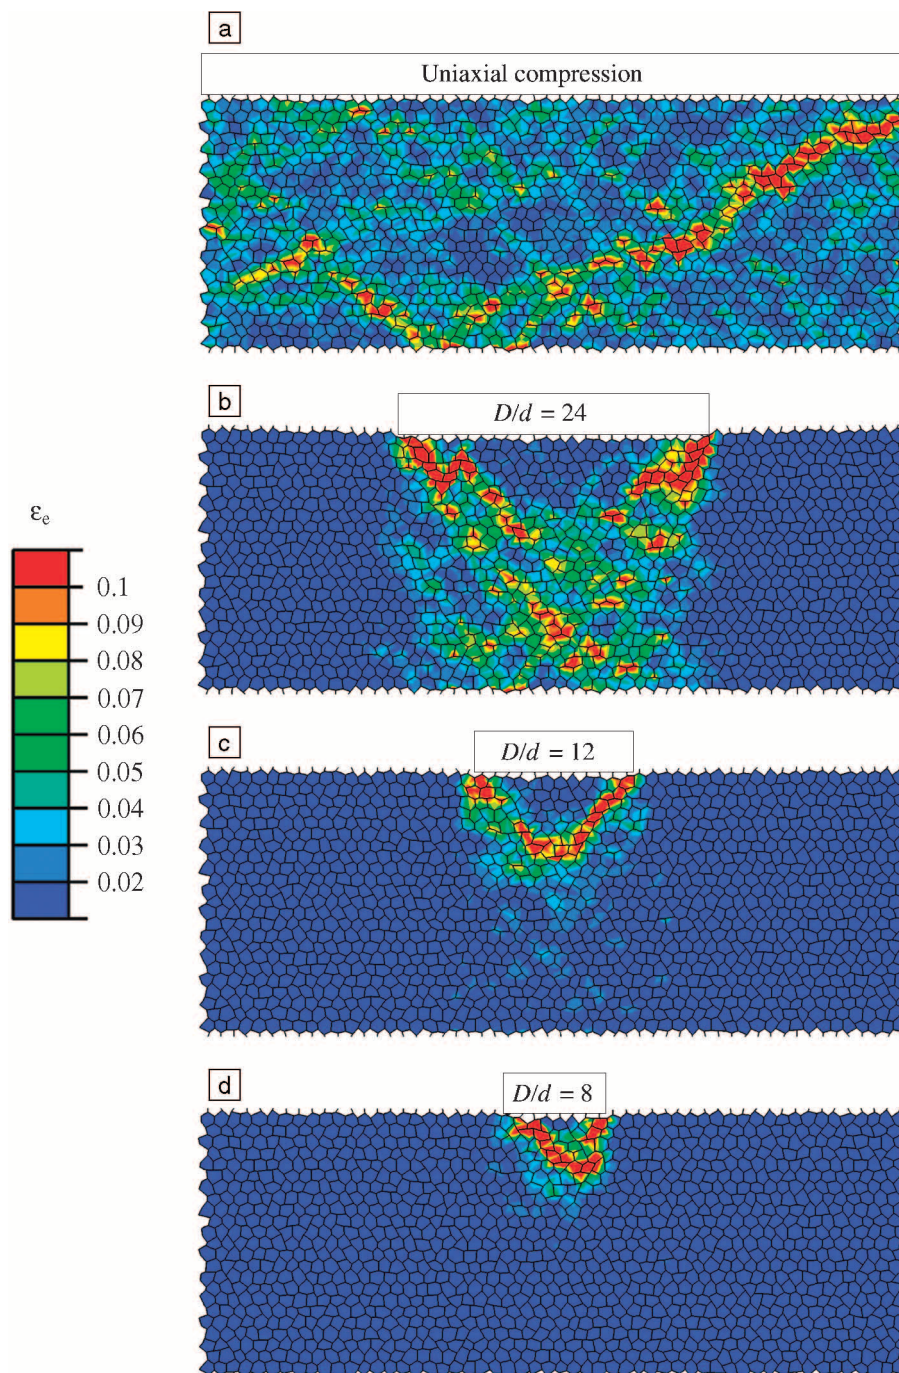 a
Uniaxial compression
b
D/d = 24
εe
0.1
0.09
0.08
0.07
0.06
0.05
0.04
0.03
0.02
c
D/d = 12
d
D/d = 8